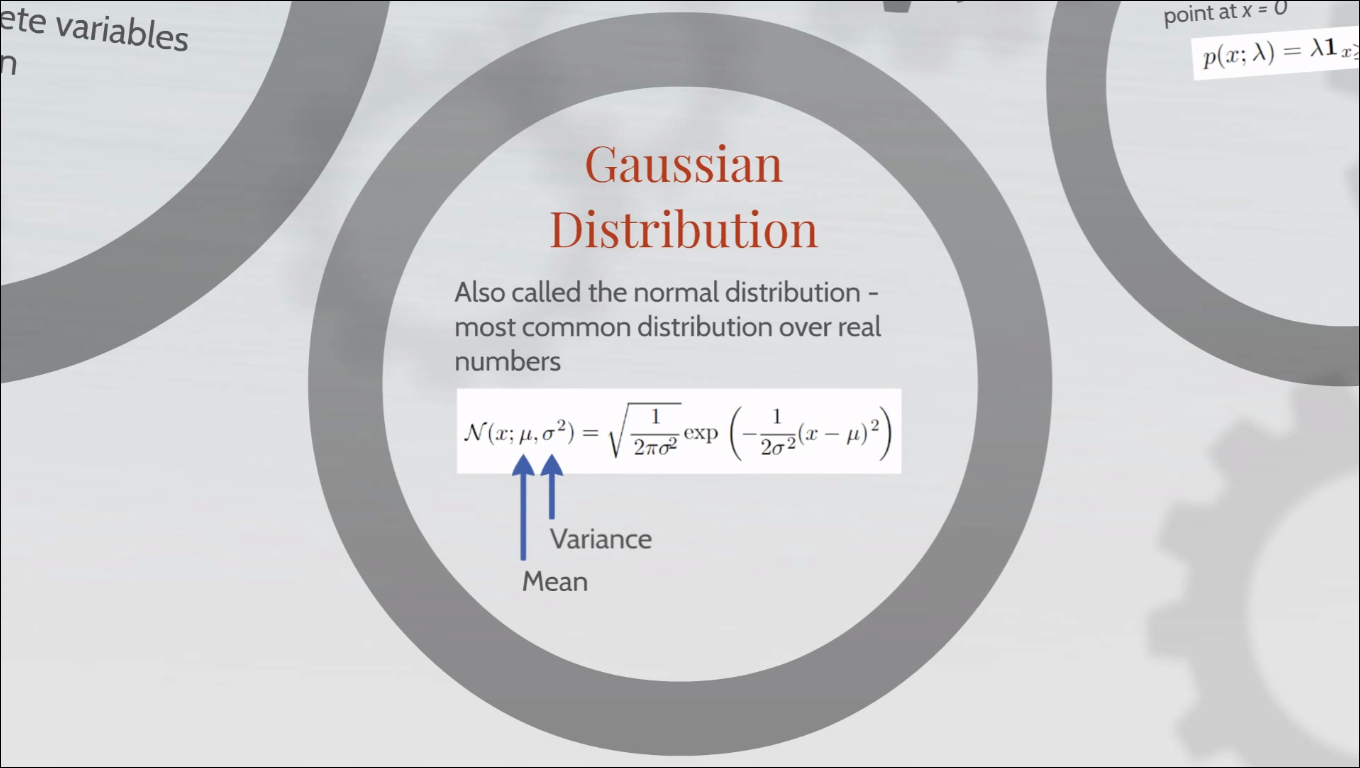 ete variables
n
point at x = 0
p(x; λ) = λ1 x≥
Gaussian
Distribution
Also called the normal distribution -
most common distribution over real
numbers
𝒩(x; μ, σ²) = √(1/(2πσ²)) exp (−1/(2σ²)(x − μ)²)
Variance
Mean